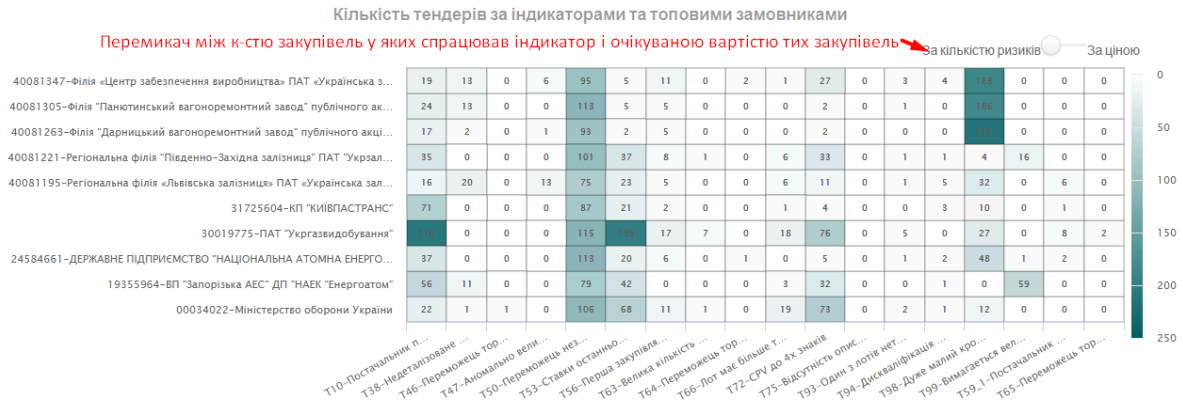 Кількість тендерів за індикаторами та топовими замовниками
Перемикач між к-стю закупівель у яких спрацював індикатор і очікуваною вартістю тих закупівель
За кількістю ризиків За ціною
40081347-Філія «Центр забезпечення виробництва» ПАТ «Українська з... 19 13 0 6 95 5 11 0 2 1 27 0 3 4 188 0 0 0
40081305-Філія "Панютинський вагоноремонтний завод" публічного ак... 24 13 0 0 113 5 5 0 0 0 2 0 1 0 186 0 0 0
40081263-Філія "Дарницький вагоноремонтний завод" публічного акці... 17 2 0 1 93 2 5 0 0 0 2 0 0 0 0 0 0
40081221-Регіональна філія "Південно-Західна залізниця" ПАТ "Укрзал... 35 0 0 0 101 37 8 1 0 6 33 0 1 1 4 16 0 0
40081195-Регіональна філія «Львівська залізниця» ПАТ «Українська зал... 16 20 0 13 75 23 5 0 0 6 11 0 1 5 32 0 6 0
31725604-КП "КИЇВПАСТРАНС" 71 0 0 0 87 21 2 0 0 1 4 0 0 3 10 0 1 0
30019775-ПАТ "Укргазвидобування" 0 0 0 115 17 7 0 18 76 0 5 0 27 0 8 2
24584661-ДЕРЖАВНЕ ПІДПРИЄМСТВО "НАЦІОНАЛЬНА АТОМНА ЕНЕРГО... 37 0 0 0 113 20 6 0 1 0 5 0 1 2 48 1 2 0
19355964-ВП "Запорізька АЕС" ДП "НАЕК "Енергоатом" 56 11 0 0 79 42 0 0 0 3 32 0 0 1 0 59 0 0
00034022-Міністерство оборони України 22 1 1 0 106 68 11 1 0 19 73 0 2 1 12 0 0 0
T10-Постачальник п...
T38-Недеталізоване ...
T46-Переможець тор...
T47-Аномально вели...
T50-Переможець нез...
T53-Ставки останньо...
T56-Перша закупівля...
T63-Велика кількість ...
T64-Переможець тор...
T66-Лот має більше т...
T72-CPV до 4х знаків
T75-Відсутність опис...
T93-Один з лотів нет...
T94-Дискваліфікація ...
T98-Дуже малий кро...
T99-Вимагається вел...
T59_1-Постачальник ...
T65-Переможець тор...
0
50
100
150
200
250